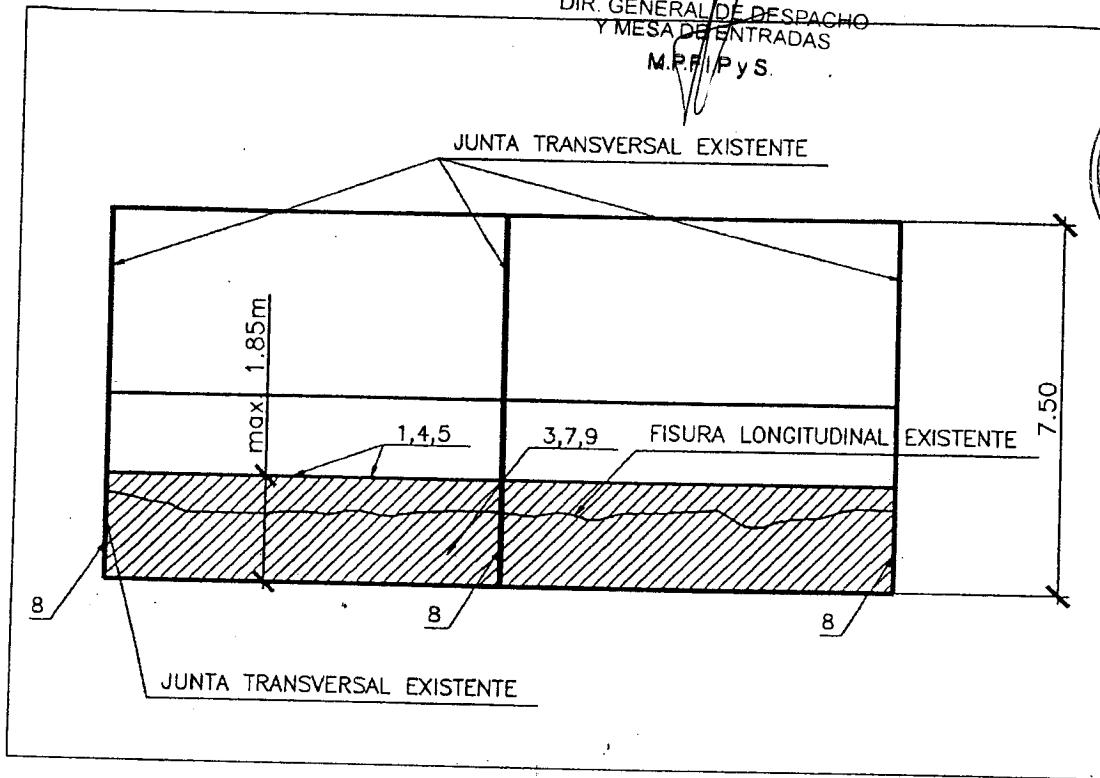 DIR. GENERAL DE DESPACHO
Y MESA DE ENTRADAS
M.P.F.I.P y S.
JUNTA TRANSVERSAL EXISTENTE
max. 1.85m
7.50
1,4,5
3,7,9
FISURA LONGITUDINAL EXISTENTE
8
8
8
JUNTA TRANSVERSAL EXISTENTE